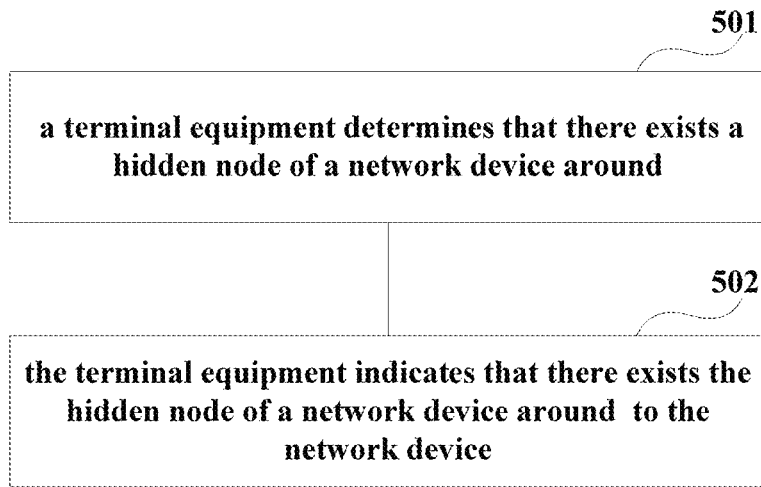 501
a terminal equipment determines that there exists a
hidden node of a network device around
502
the terminal equipment indicates that there exists the
hidden node of a network device around to the
network device